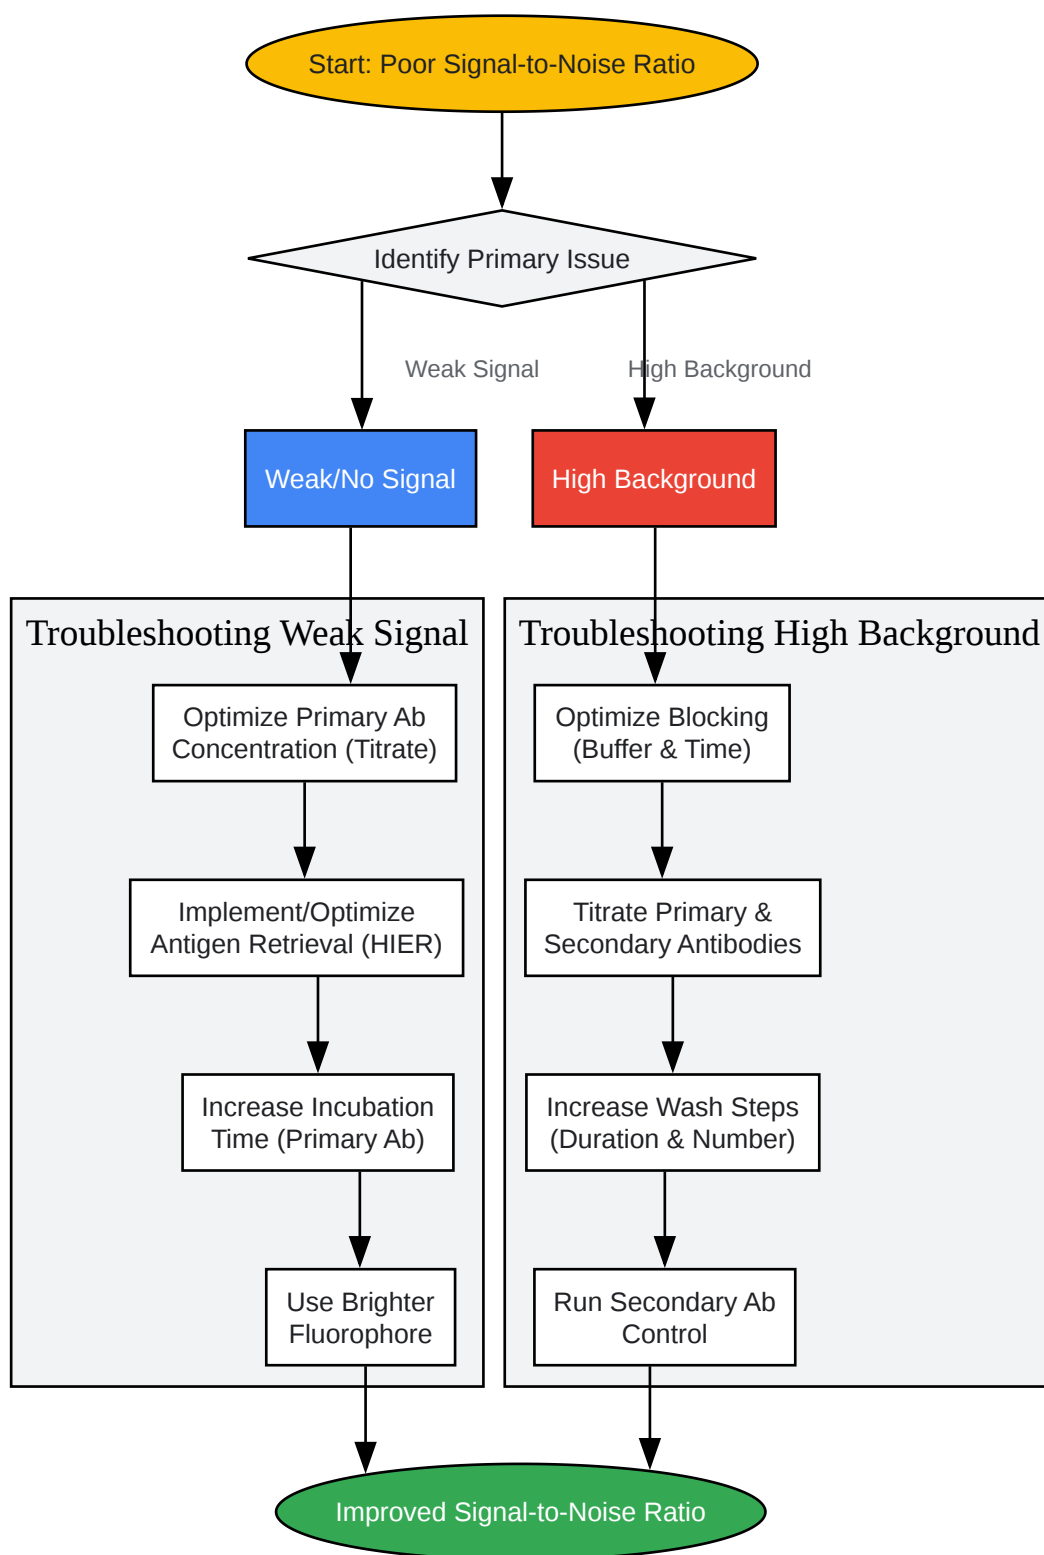 Start: Poor Signal-to-Noise Ratio
Identify Primary Issue
Weak Signal
High Background
Weak/No Signal
High Background
Troubleshooting Weak Signal
Optimize Primary Ab
Concentration (Titrate)
Implement/Optimize
Antigen Retrieval (HIER)
Increase Incubation
Time (Primary Ab)
Use Brighter
Fluorophore
Troubleshooting High Background
Optimize Blocking
(Buffer & Time)
Titrate Primary &
Secondary Antibodies
Increase Wash Steps
(Duration & Number)
Run Secondary Ab
Control
Improved Signal-to-Noise Ratio